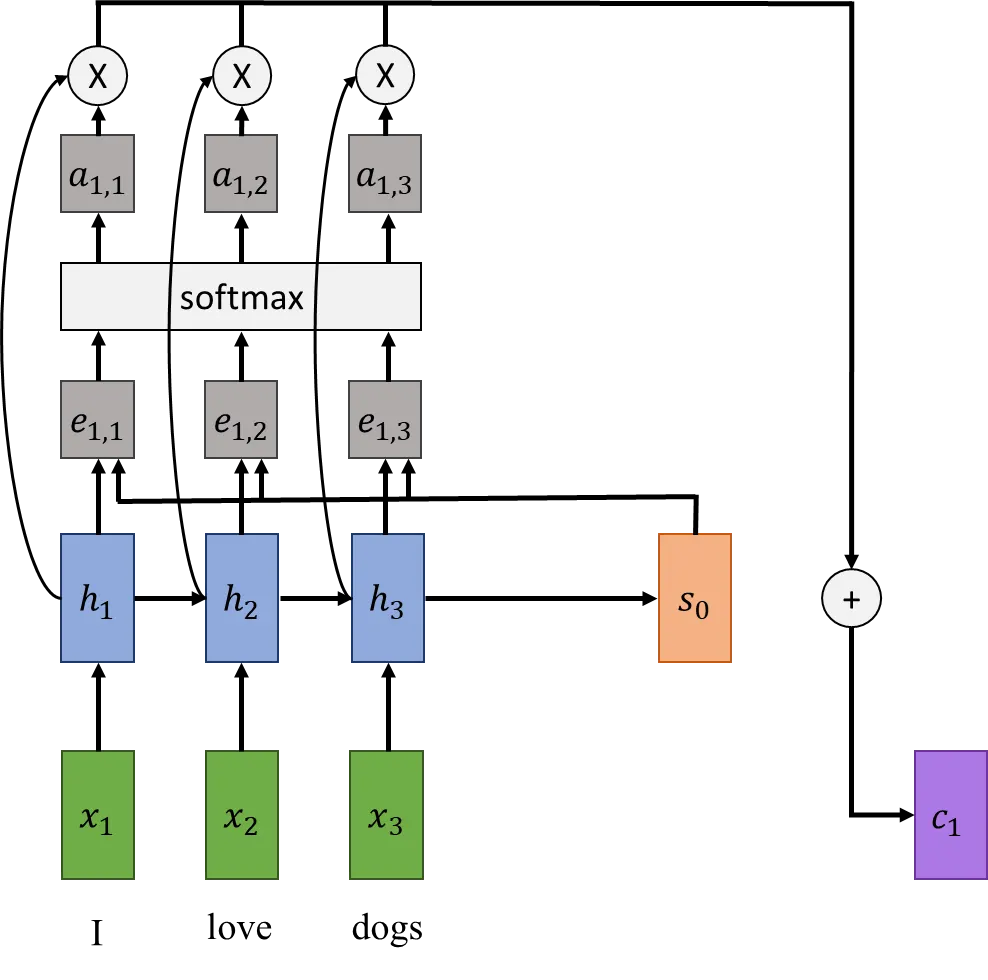 X X X
a1,1 a1,2 a1,3
softmax
e1,1 e1,2 e1,3
h1 h2 h3 s0 +
x1 x2 x3 c1
I love dogs